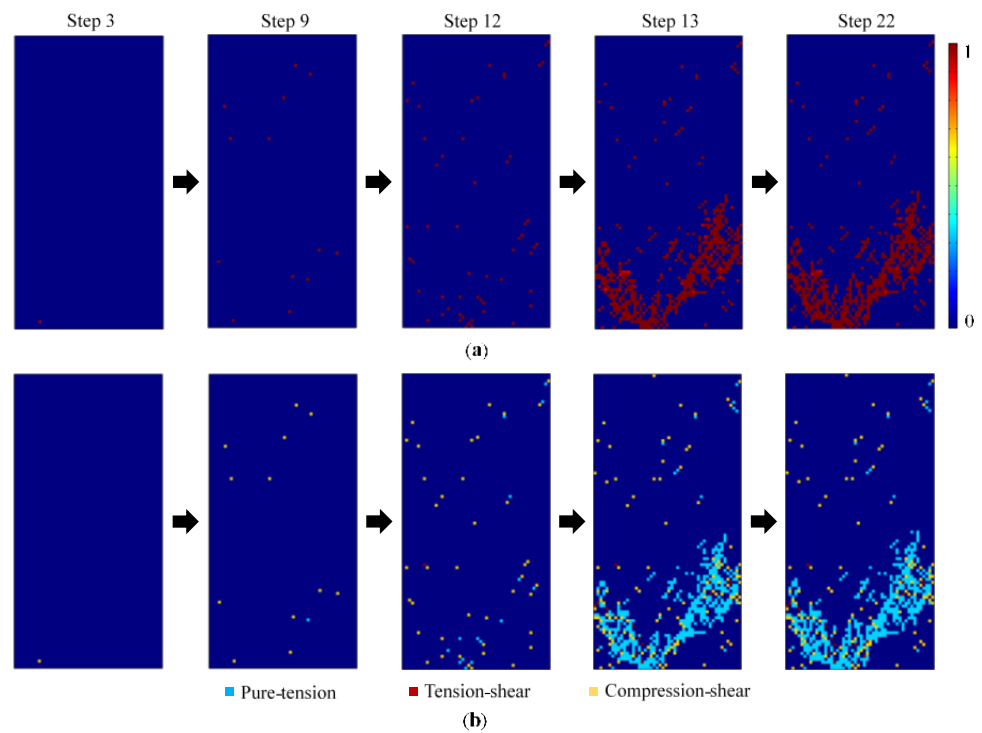 Step 3 Step 9 Step 12 Step 13 Step 22
1
0
(a)
Pure-tension Tension-shear Compression-shear
(b)